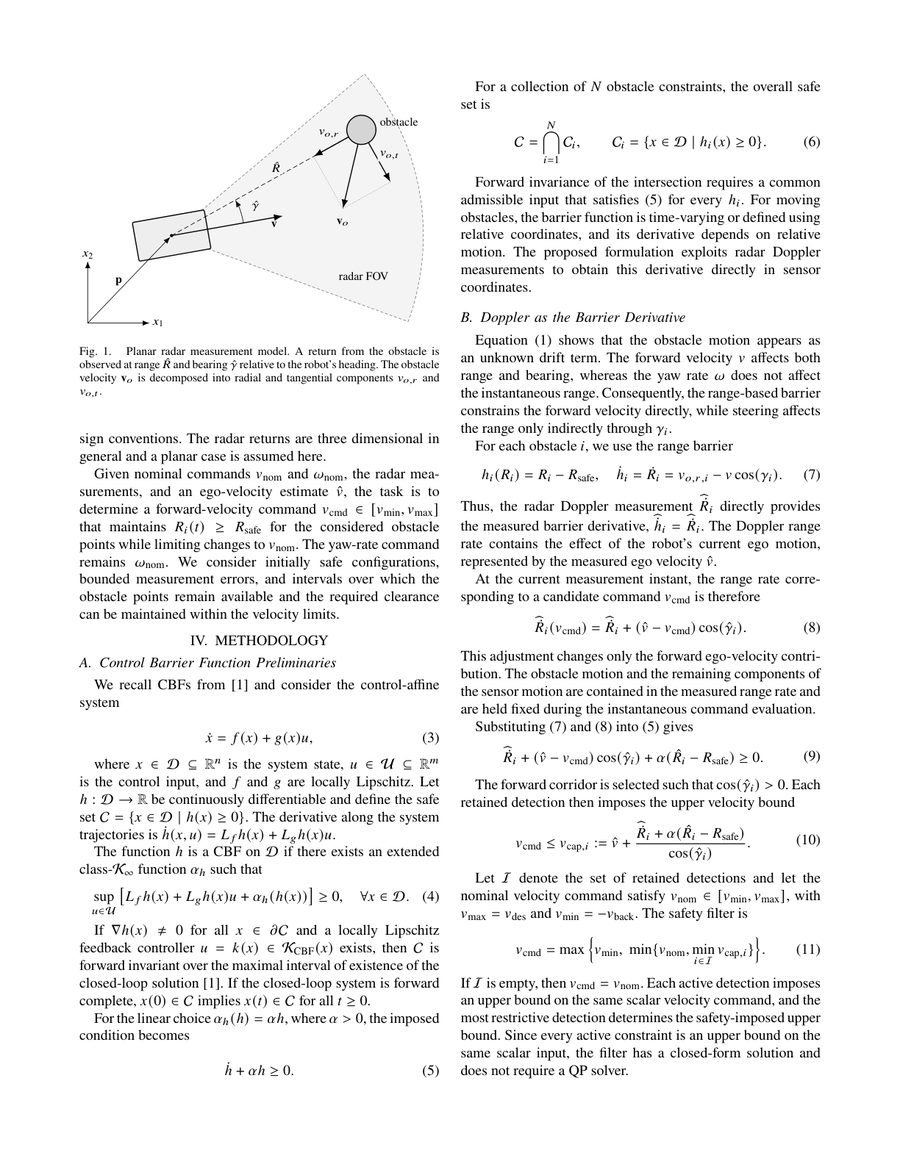 obstacle
v_{o,r}
v_{o,t}
R̂
γ̂
v
v_o
x_2
radar FOV
p
x_1
Fig. 1. Planar radar measurement model. A return from the obstacle is
observed at range R̂ and bearing γ̂ relative to the robot's heading. The obstacle
velocity v_o is decomposed into radial and tangential components v_{o,r} and
v_{o,t}.
sign conventions. The radar returns are three dimensional in
general and a planar case is assumed here.
Given nominal commands v_nom and ω_nom, the radar mea-
surements, and an ego-velocity estimate v̂, the task is to
determine a forward-velocity command v_cmd ∈ [v_min, v_max]
that maintains R_i(t) ≥ R_safe for the considered obstacle
points while limiting changes to v_nom. The yaw-rate command
remains ω_nom. We consider initially safe configurations,
bounded measurement errors, and intervals over which the
obstacle points remain available and the required clearance
can be maintained within the velocity limits.
IV. METHODOLOGY
A. Control Barrier Function Preliminaries
We recall CBFs from [1] and consider the control-affine
system
ẋ = f(x) + g(x)u, (3)
where x ∈ D ⊆ ℝ^n is the system state, u ∈ U ⊆ ℝ^m
is the control input, and f and g are locally Lipschitz. Let
h : D → ℝ be continuously differentiable and define the safe
set C = {x ∈ D | h(x) ≥ 0}. The derivative along the system
trajectories is ḣ(x, u) = L_f h(x) + L_g h(x)u.
The function h is a CBF on D if there exists an extended
class-K_∞ function α_h such that
sup_{u∈U} [L_f h(x) + L_g h(x)u + α_h(h(x))] ≥ 0, ∀x ∈ D. (4)
If ∇h(x) ≠ 0 for all x ∈ ∂C and a locally Lipschitz
feedback controller u = k(x) ∈ K_CBF(x) exists, then C is
forward invariant over the maximal interval of existence of the
closed-loop solution [1]. If the closed-loop system is forward
complete, x(0) ∈ C implies x(t) ∈ C for all t ≥ 0.
For the linear choice α_h(h) = αh, where α > 0, the imposed
condition becomes
ḣ + αh ≥ 0. (5)
For a collection of N obstacle constraints, the overall safe
set is
C = ⋂_{i=1}^{N} C_i, C_i = {x ∈ D | h_i(x) ≥ 0}. (6)
Forward invariance of the intersection requires a common
admissible input that satisfies (5) for every h_i. For moving
obstacles, the barrier function is time-varying or defined using
relative coordinates, and its derivative depends on relative
motion. The proposed formulation exploits radar Doppler
measurements to obtain this derivative directly in sensor
coordinates.
B. Doppler as the Barrier Derivative
Equation (1) shows that the obstacle motion appears as
an unknown drift term. The forward velocity v affects both
range and bearing, whereas the yaw rate ω does not affect
the instantaneous range. Consequently, the range-based barrier
constrains the forward velocity directly, while steering affects
the range only indirectly through γ_i.
For each obstacle i, we use the range barrier
h_i(R_i) = R_i − R_safe, ḣ_i = Ṙ_i = v_{o,r,i} − v cos(γ_i). (7)
Thus, the radar Doppler measurement \widehat{Ṙ}_i directly provides
the measured barrier derivative, \widehat{ḣ}_i = \widehat{Ṙ}_i. The Doppler range
rate contains the effect of the robot's current ego motion,
represented by the measured ego velocity v̂.
At the current measurement instant, the range rate corre-
sponding to a candidate command v_cmd is therefore
\widehat{Ṙ}_i(v_cmd) = \widehat{Ṙ}_i + (v̂ − v_cmd) cos(γ̂_i). (8)
This adjustment changes only the forward ego-velocity contri-
bution. The obstacle motion and the remaining components of
the sensor motion are contained in the measured range rate and
are held fixed during the instantaneous command evaluation.
Substituting (7) and (8) into (5) gives
\widehat{Ṙ}_i + (v̂ − v_cmd) cos(γ̂_i) + α(R̂_i − R_safe) ≥ 0. (9)
The forward corridor is selected such that cos(γ̂_i) > 0. Each
retained detection then imposes the upper velocity bound
v_cmd ≤ v_{cap,i} := v̂ + \frac{\widehat{Ṙ}_i + α(R̂_i − R_safe)}{cos(γ̂_i)}. (10)
Let I denote the set of retained detections and let the
nominal velocity command satisfy v_nom ∈ [v_min, v_max], with
v_max = v_des and v_min = −v_back. The safety filter is
v_cmd = max {v_min, min{v_nom, min_{i∈I} v_{cap,i}}}. (11)
If I is empty, then v_cmd = v_nom. Each active detection imposes
an upper bound on the same scalar velocity command, and the
most restrictive detection determines the safety-imposed upper
bound. Since every active constraint is an upper bound on the
same scalar input, the filter has a closed-form solution and
does not require a QP solver.